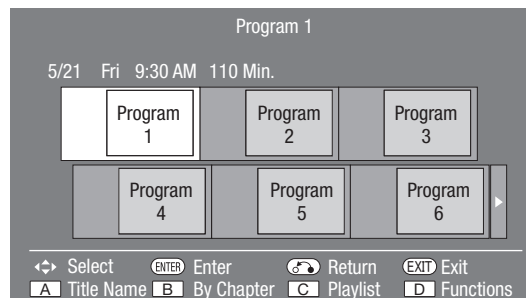 Program 1
5/21 Fri 9:30 AM 110 Min.
Program 1
Program 2
Program 3
Program 4
Program 5
Program 6
Select ENTER Enter Return EXIT Exit
A Title Name B By Chapter C Playlist D Functions